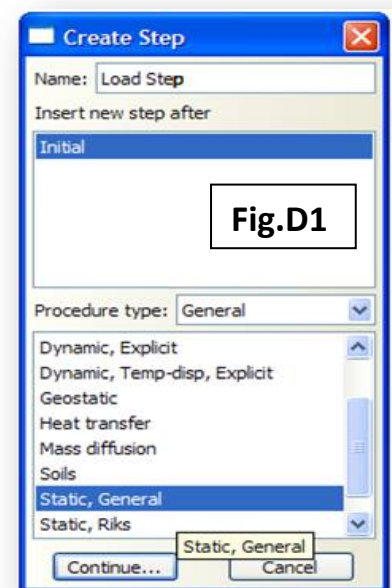 Create Step
Name: Load Step
Insert new step after
Initial
Fig.D1
Procedure type: General
Dynamic, Explicit
Dynamic, Temp-disp, Explicit
Geostatic
Heat transfer
Mass diffusion
Soils
Static, General
Static, Riks
Static, General
Continue... Cancel